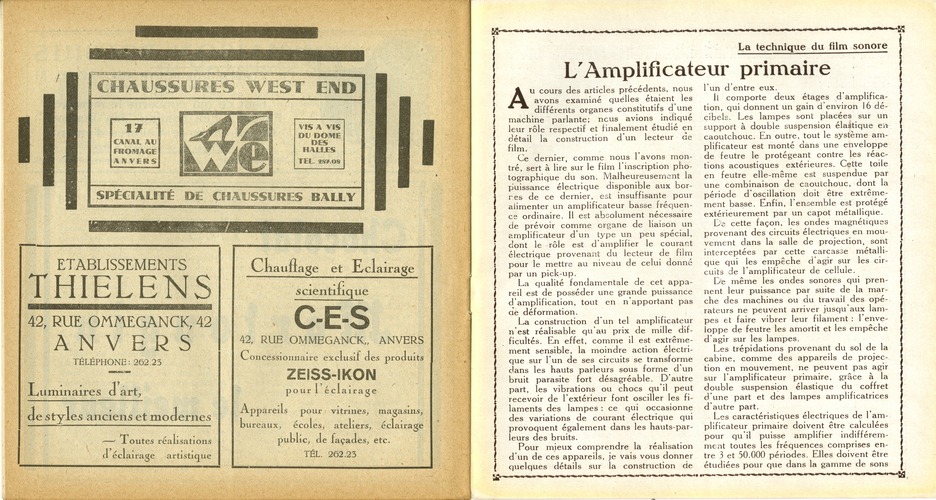 CHAUSSURES WEST END
17
CANAL AU
FROMAGE
ANVERS
We
VIS A VIS
DU DOME
DES
HALLES
TEL. 257.09
SPÉCIALITÉ DE CHAUSSURES BALLY
ETABLISSEMENTS
THIELENS
42, RUE OMMEGANCK, 42
ANVERS
TÉLÉPHONE: 262.23
Luminaires d'art,
de styles anciens et modernes
— Toutes réalisations
d'éclairage artistique
Chauffage et Eclairage
scientifique
C-E-S
42, RUE OMMEGANCK,, ANVERS
Concessionnaire exclusif des produits
ZEISS-IKON
pour l'éclairage
Appareils pour vitrines, magasins,
bureaux, écoles, ateliers, éclairage
public, de façades, etc.
TÉL. 262.23
La technique du film sonore
L'Amplificateur primaire
Au cours des articles précédents, nous
avons examiné quelles étaient les
différents organes constitutifs d'une
machine parlante; nous avions indiqué
leur rôle respectif et finalement étudié en
détail la construction d'un lecteur de
film.
Ce dernier, comme nous l'avons mon-
tré, sert à lire sur le film l'inscription pho-
tographique du son. Malheureusement la
puissance électrique disponible aux bor-
nes de ce dernier, est insuffisante pour
alimenter un amplificateur basse fréquen-
ce ordinaire. Il est absolument nécessaire
de prévoir comme organe de liaison un
amplificateur d'un type un peu spécial,
dont le rôle est d'amplifier le courant
électrique provenant du lecteur de film
pour le mettre au niveau de celui donné
par un pick-up.
La qualité fondamentale de cet appa-
reil est de posséder une grande puissance
d'amplification, tout en n'apportant pas
de déformation.
La construction d'un tel amplificateur
n'est réalisable qu'au prix de mille dif-
ficultés. En effet, comme il est extrême-
ment sensible, la moindre action électri-
que sur l'un de ses circuits se transforme
dans les hauts parleurs sous forme d'un
bruit parasite fort désagréable. D'autre
part, les vibrations ou chocs qu'il peut
recevoir de l'extérieur font osciller les fi-
laments des lampes: ce qui occasionne
des variations de courant électrique qui
provoquent également dans les hauts-par-
leurs des bruits.
Pour mieux comprendre la réalisation
d'un de ces appareils, je vais vous donner
quelques détails sur la construction de
l'un d'entre eux.
Il comporte deux étages d'amplifica-
tion, qui donnent un gain d'environ 16 dé-
cibels. Les lampes sont placées sur un
support à double suspension élastique en
caoutchouc. En outre, tout le système am-
plificateur est monté dans une enveloppe
de feutre le protégeant contre les réac-
tions acoustiques extérieures. Cette toile
en feutre elle-même est suspendue par
une combinaison de caoutchouc, dont la
période d'oscillation doit être extrême-
ment basse. Enfin, l'ensemble est protégé
extérieurement par un capot métallique.
De cette façon, les ondes magnétiques
provenant des circuits électriques en mou-
vement dans la salle de projection, sont
interceptées par cette carcasse métalli-
que qui les empêche d'agir sur les cir-
cuits de l'amplificateur de cellule.
De même les ondes sonores qui pren-
nent leur puissance par suite de la mar-
che des machines ou du travail des opé-
rateurs ne peuvent arriver jusqu'aux lam-
pes et faire vibrer leur filament: l'enve-
loppe de feutre les amortit et les empêche
d'agir sur les lampes.
Les trépidations provenant du sol de la
cabine, comme des appareils de projec-
tion en mouvement, ne peuvent pas agir
sur l'amplificateur primaire, grâce à la
double suspension élastique du coffret
d'une part et des lampes amplificatrices
d'autre part.
Les caractéristiques électriques de l'am-
plificateur primaire doivent être calculées
pour qu'il puisse amplifier indifférem-
ment toutes les fréquences comprises en-
tre 3 et 50.000 périodes. Elles doivent être
étudiées pour que dans la gamme de sons